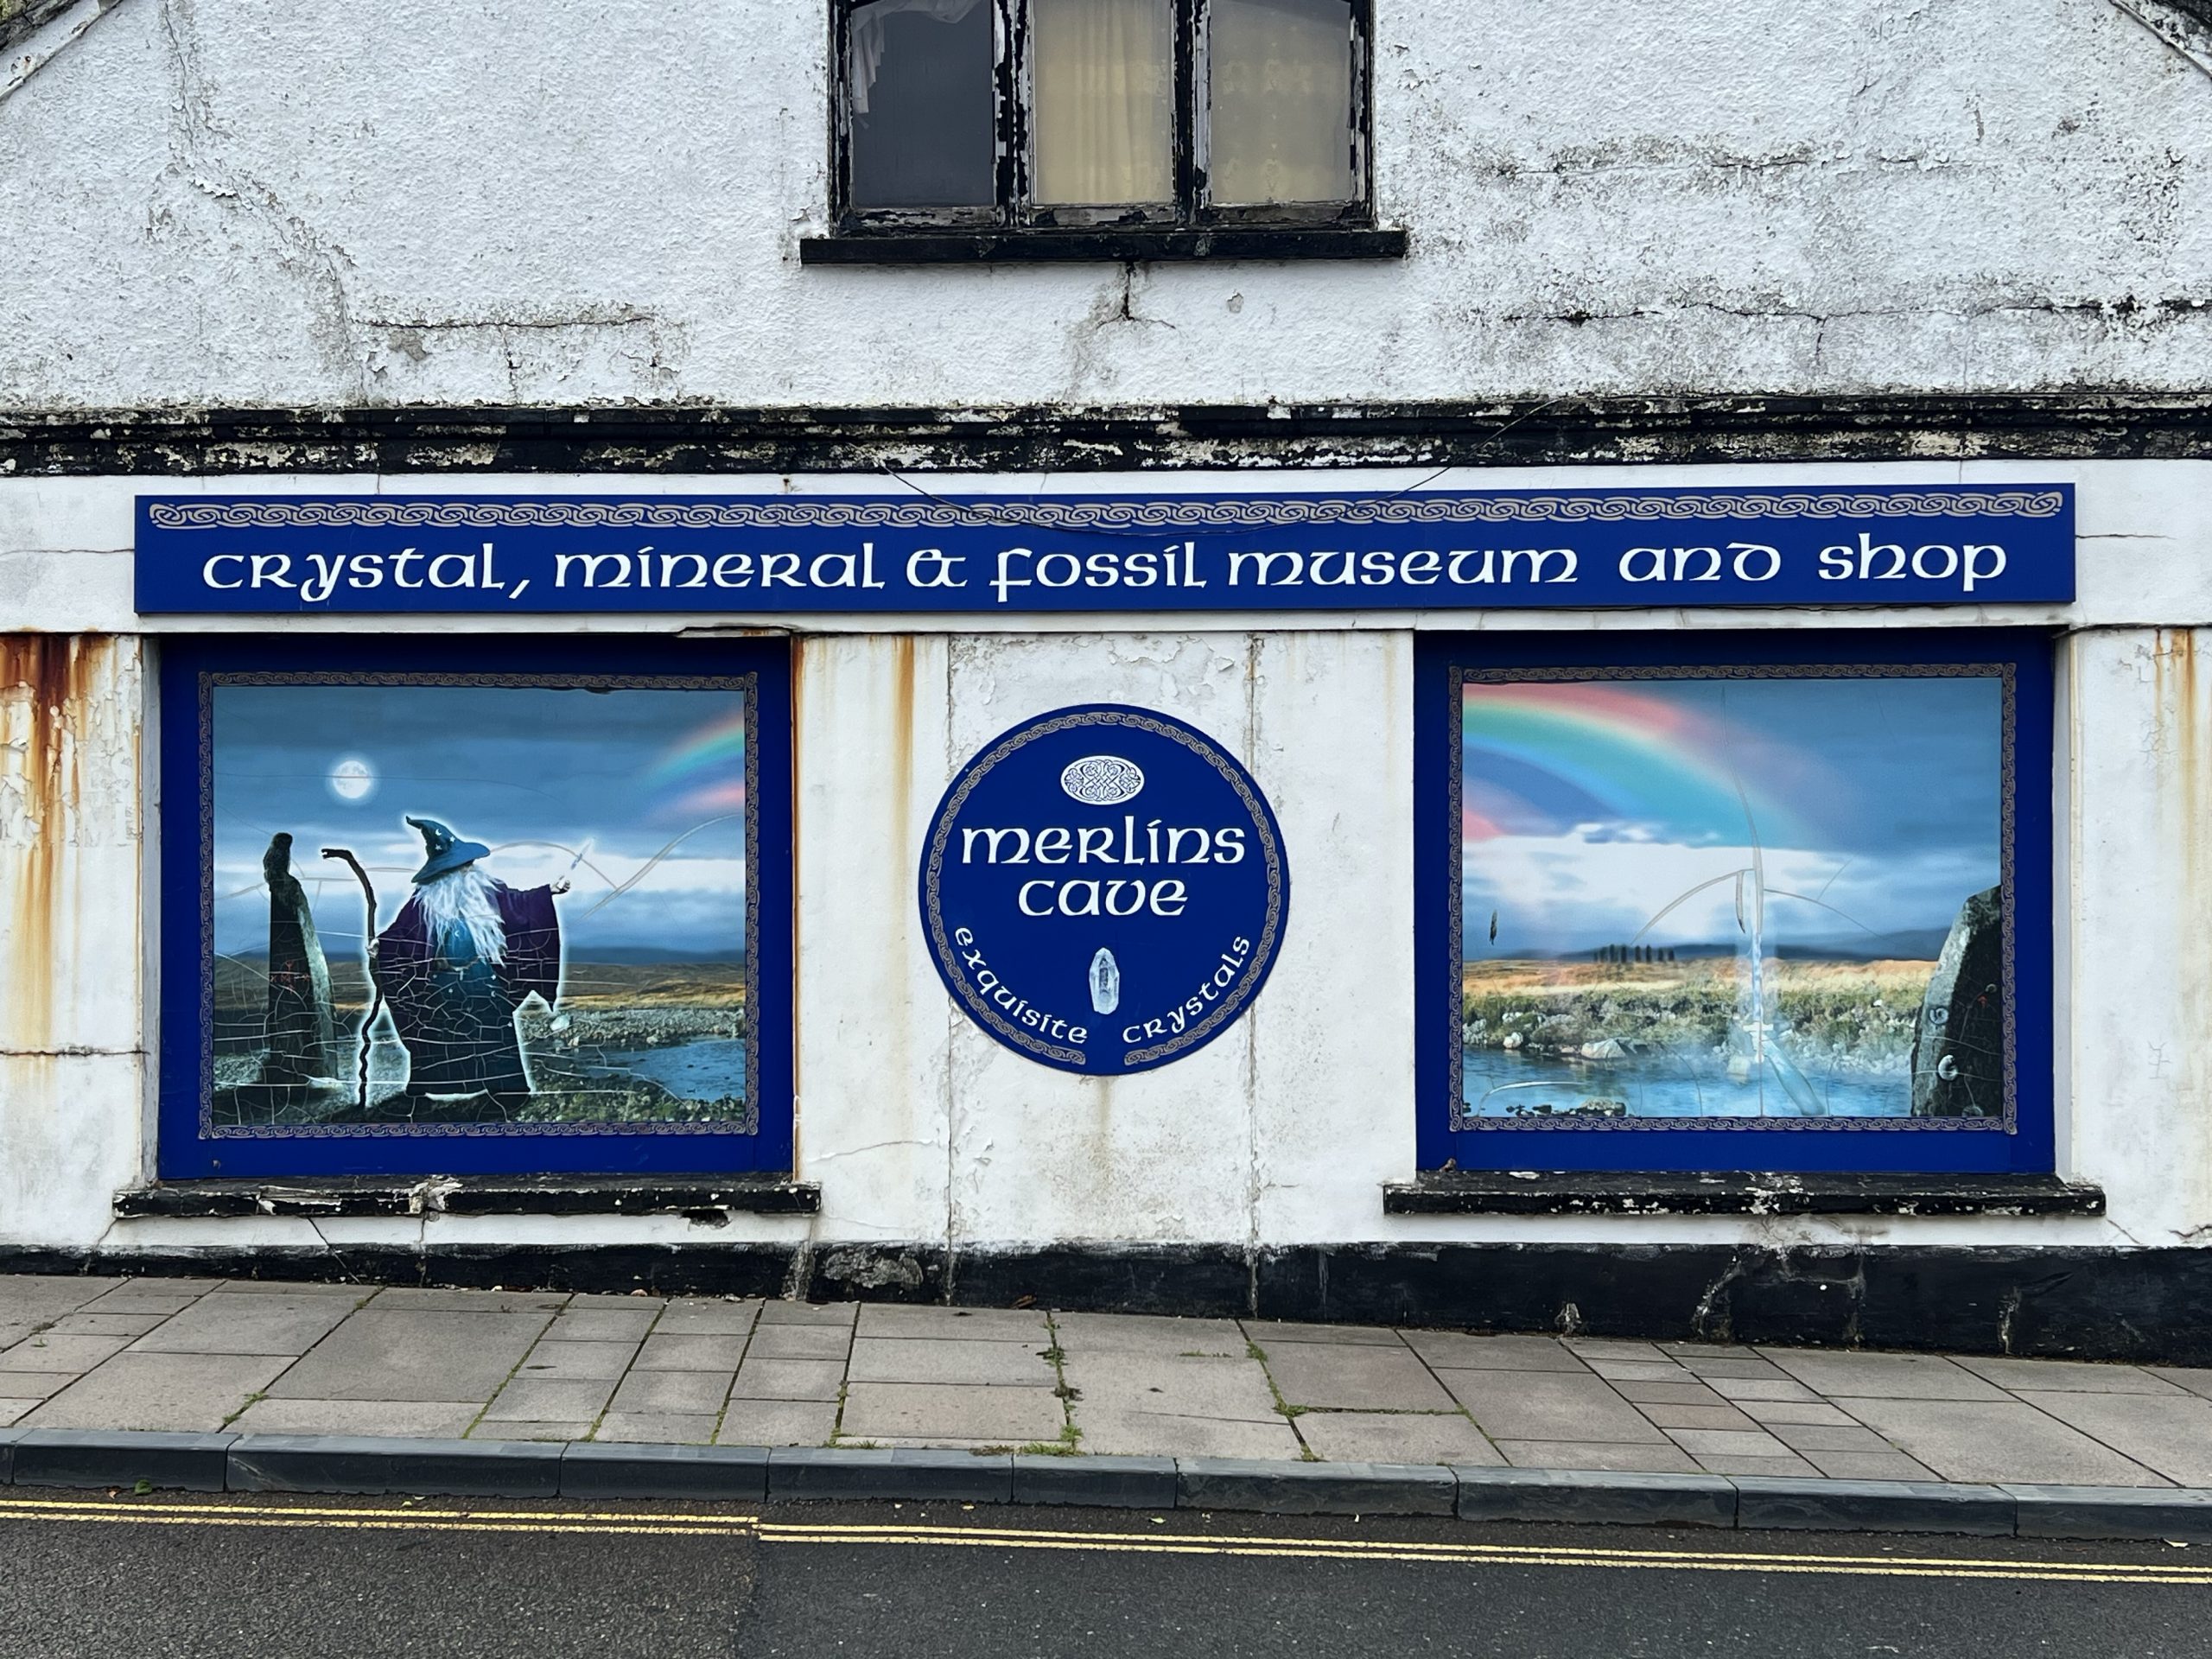 crystal, mineral & fossil museum and shop
merlins
cave
exquisite crystals